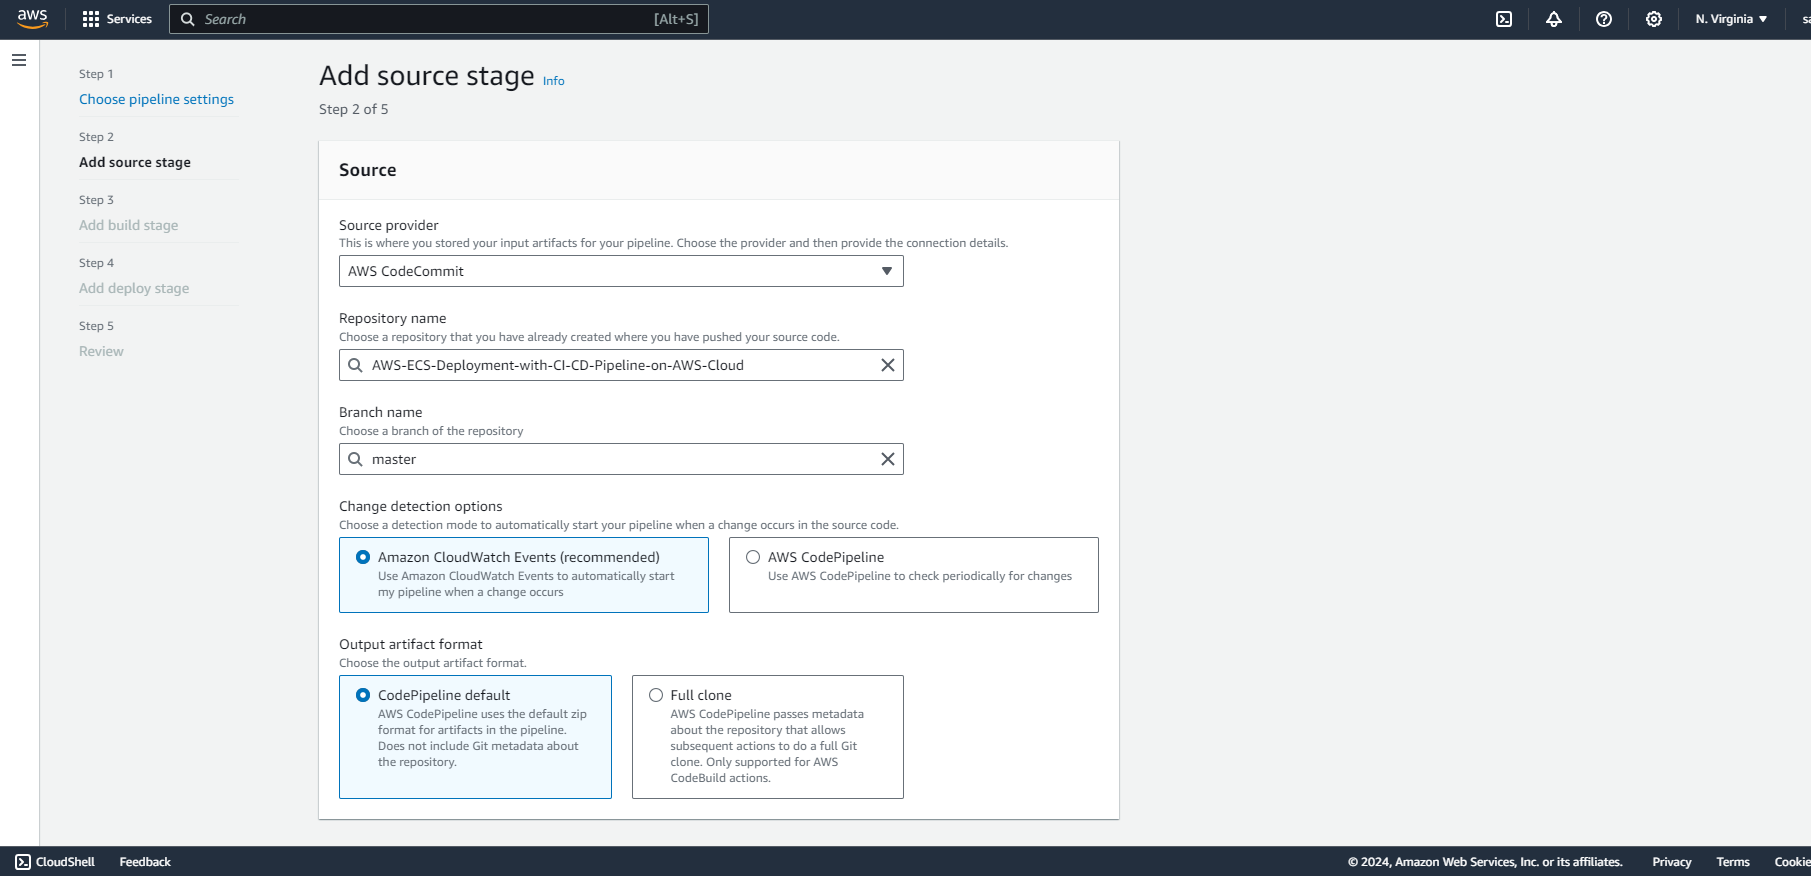 aws
Services
Search
[Alt+S]
N. Virginia
Step 1
Choose pipeline settings
Step 2
Add source stage
Step 3
Add build stage
Step 4
Add deploy stage
Step 5
Review
Add source stage Info
Step 2 of 5
Source
Source provider
This is where you stored your input artifacts for your pipeline. Choose the provider and then provide the connection details.
AWS CodeCommit
Repository name
Choose a repository that you have already created where you have pushed your source code.
AWS-ECS-Deployment-with-CI-CD-Pipeline-on-AWS-Cloud
Branch name
Choose a branch of the repository
master
Change detection options
Choose a detection mode to automatically start your pipeline when a change occurs in the source code.
Amazon CloudWatch Events (recommended)
Use Amazon CloudWatch Events to automatically start
my pipeline when a change occurs
AWS CodePipeline
Use AWS CodePipeline to check periodically for changes
Output artifact format
Choose the output artifact format.
CodePipeline default
AWS CodePipeline uses the default zip
format for artifacts in the pipeline.
Does not include Git metadata about
the repository.
Full clone
AWS CodePipeline passes metadata
about the repository that allows
subsequent actions to do a full Git
clone. Only supported for AWS
CodeBuild actions.
CloudShell
Feedback
© 2024, Amazon Web Services, Inc. or its affiliates.
Privacy
Terms
Cookie